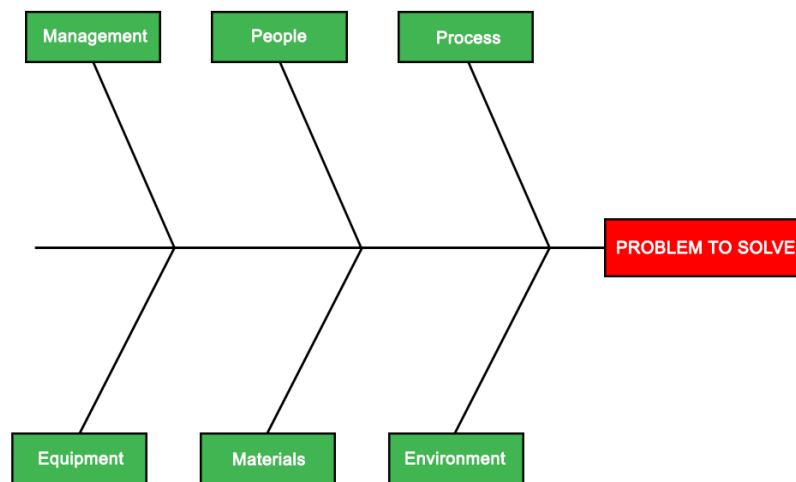 Management
People
Process
PROBLEM TO SOLVE
Equipment
Materials
Environment